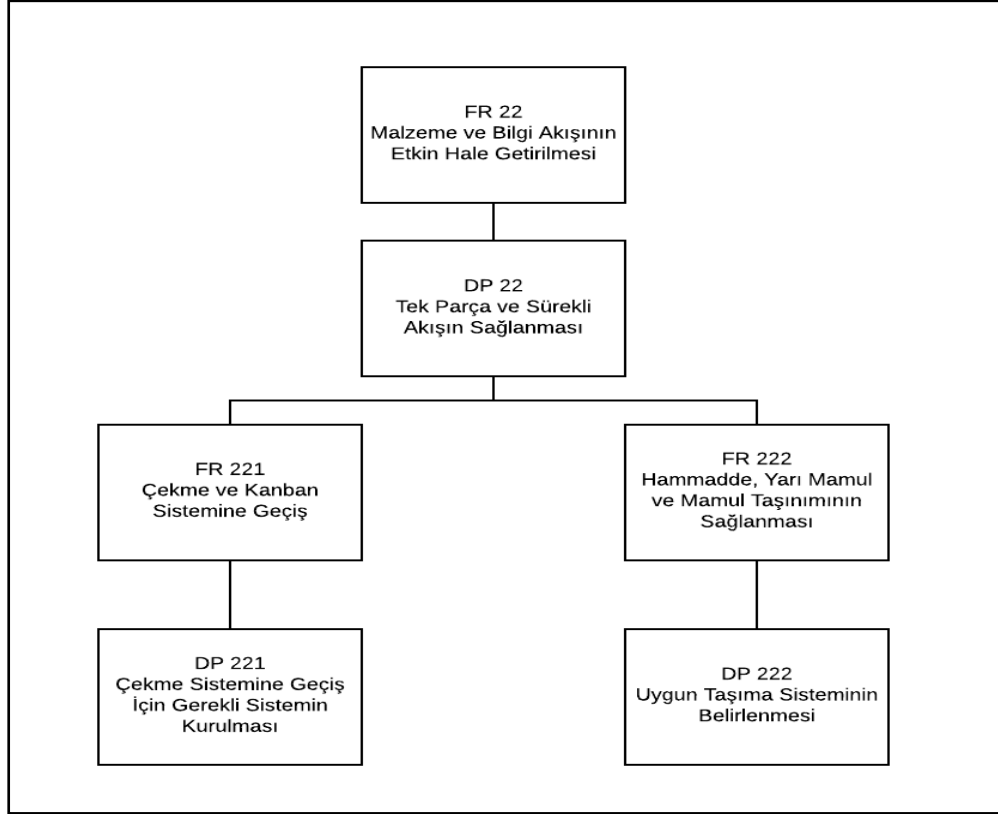 FR 22
Malzeme ve Bilgi Akışının
Etkin Hale Getirilmesi
DP 22
Tek Parça ve Sürekli
Akışın Sağlanması
FR 221
Çekme ve Kanban
Sistemine Geçiş
FR 222
Hammadde, Yarı Mamul
ve Mamul Taşınımının
Sağlanması
DP 221
Çekme Sistemine Geçiş
İçin Gerekli Sistemin
Kurulması
DP 222
Uygun Taşıma Sisteminin
Belirlenmesi